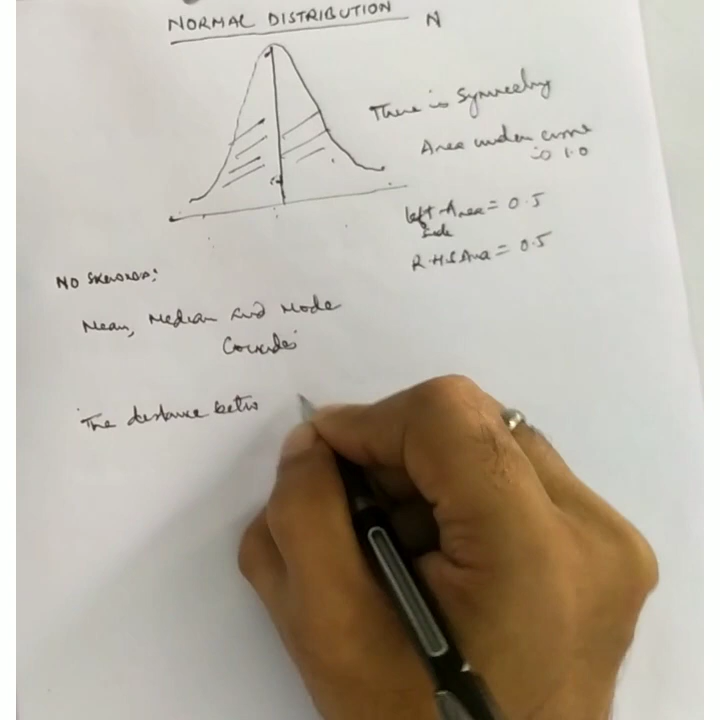 NORMAL DISTRIBUTION N
There is Symmetry
Area under curve
is 1.0
left Area = 0.5
Side
R.H.S Area = 0.5
NO SKEWNESS:
Mean, Median and Mode
Coincides
The distance betw